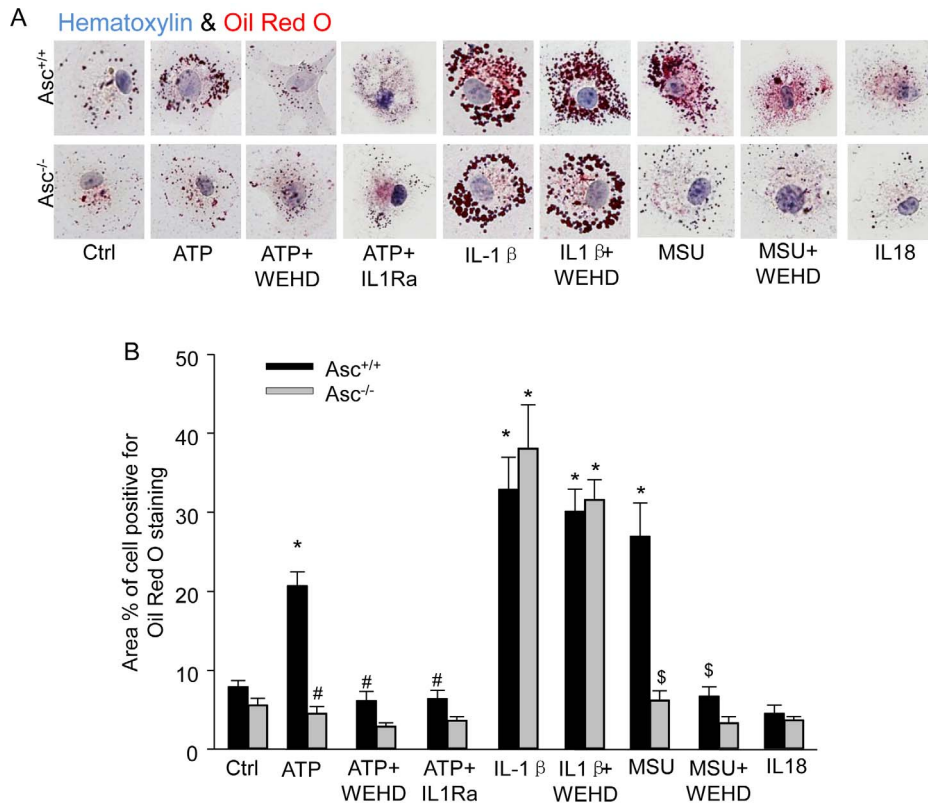 A
Hematoxylin & Oil Red O
Asc+/+
Asc-/-
Ctrl ATP ATP+ WEHD ATP+ IL1Ra IL-1 β IL1 β+ WEHD MSU MSU+ WEHD IL18
B
50
40
30
20
10
0
Area % of cell positive for
Oil Red O staining
Asc+/+
Asc-/-
*
#
#
#
*
*
*
*
*
$
$
Ctrl ATP ATP+ WEHD ATP+ IL1Ra IL-1 β IL1 β+ WEHD MSU MSU+ WEHD IL18